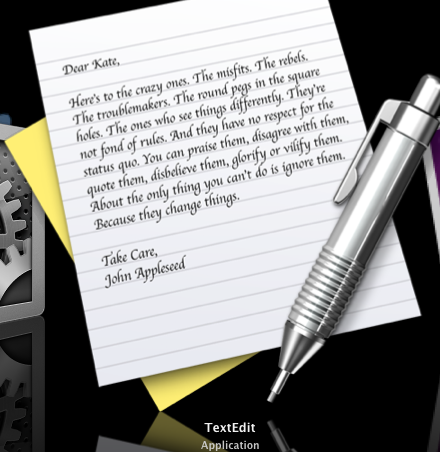 Dear Kate,
Here's to the crazy ones. The misfits. The rebels.
The troublemakers. The round pegs in the square
holes. The ones who see things differently. They're
not fond of rules. And they have no respect for the
status quo. You can praise them, disagree with them,
quote them, disbelieve them, glorify or vilify them.
About the only thing you can't do is ignore them.
Because they change things.
Take Care,
John Appleseed
TextEdit
Application